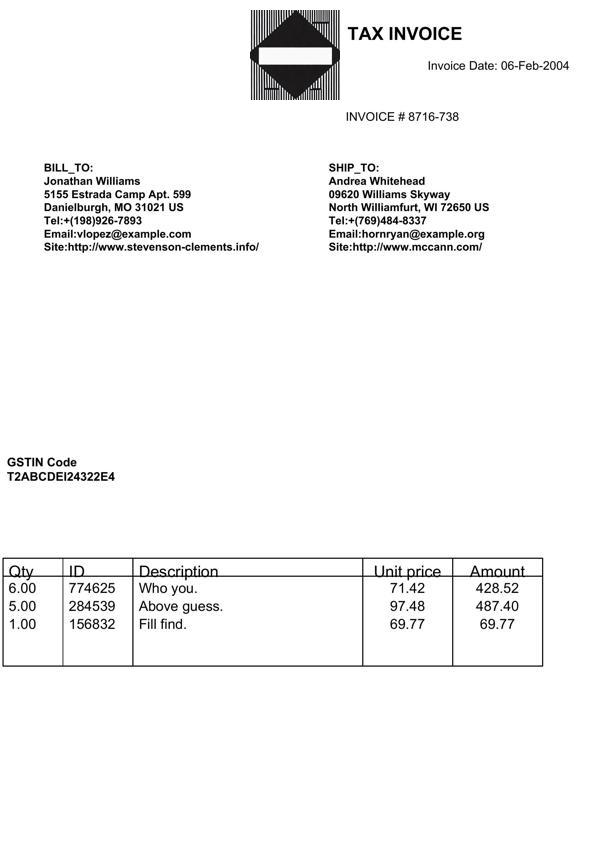 TAX INVOICE
Invoice Date: 06-Feb-2004
INVOICE # 8716-738
BILL_TO:
Jonathan Williams
5155 Estrada Camp Apt. 599
Danielburgh, MO 31021 US
Tel:+(198)926-7893
Email:vlopez@example.com
Site:http://www.stevenson-clements.info/
SHIP_TO:
Andrea Whitehead
09620 Williams Skyway
North Williamfurt, WI 72650 US
Tel:+(769)484-8337
Email:hornryan@example.org
Site:http://www.mccann.com/
GSTIN Code
T2ABCDEI24322E4
Qty ID Description Unit price Amount
6.00 774625 Who you. 71.42 428.52
5.00 284539 Above guess. 97.48 487.40
1.00 156832 Fill find. 69.77 69.77